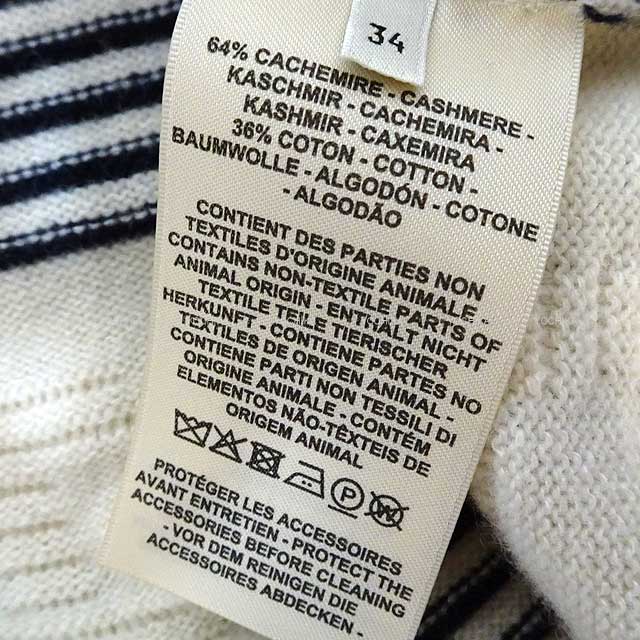 34
64% CACHEMIRE - CASHMERE -
KASCHMIR - CACHEMIRA -
KASHMIR - CAXEMIRA
36% COTON - COTTON -
BAUMWOLLE - ALGODÓN - COTONE
- ALGODÃO
CONTIENT DES PARTIES NON
TEXTILES D'ORIGINE ANIMALE -
CONTAINS NON-TEXTILE PARTS OF
ANIMAL ORIGIN - ENTHÄLT NICHT
TEXTILE TEILE TIERISCHER
HERKUNFT - CONTIENE PARTES NO
TEXTILES DE ORIGEN ANIMAL -
CONTIENE PARTI NON TESSILI DI
ORIGINE ANIMALE - CONTÉM
ELEMENTOS NÃO-TÊXTEIS DE
ORIGEM ANIMAL
P W
PROTÉGER LES ACCESSOIRES
AVANT ENTRETIEN - PROTECT THE
ACCESSORIES BEFORE CLEANING
- VOR DEM REINIGEN DIE
ACCESSOIRES ABDECKEN -